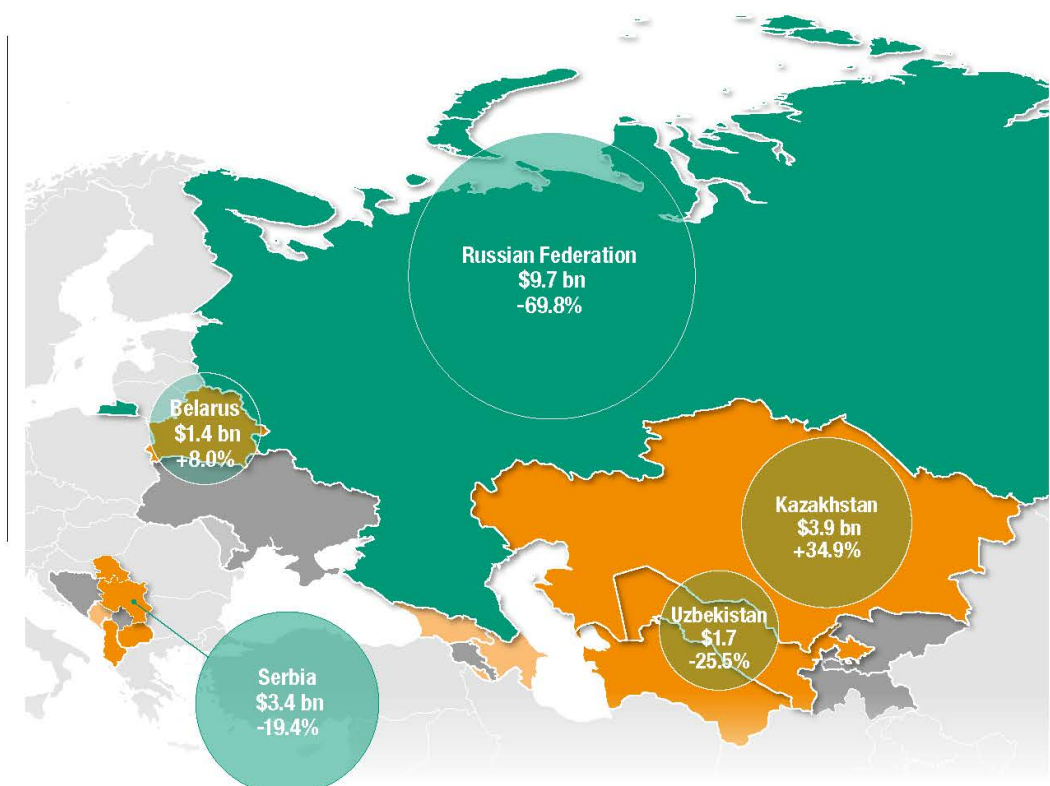 Russian Federation
$9.7 bn
-69.8%
Belarus
$1.4 bn
+8.0%
Kazakhstan
$3.9 bn
+34.9%
Uzbekistan
$1.7
-25.5%
Serbia
$3.4 bn
-19.4%